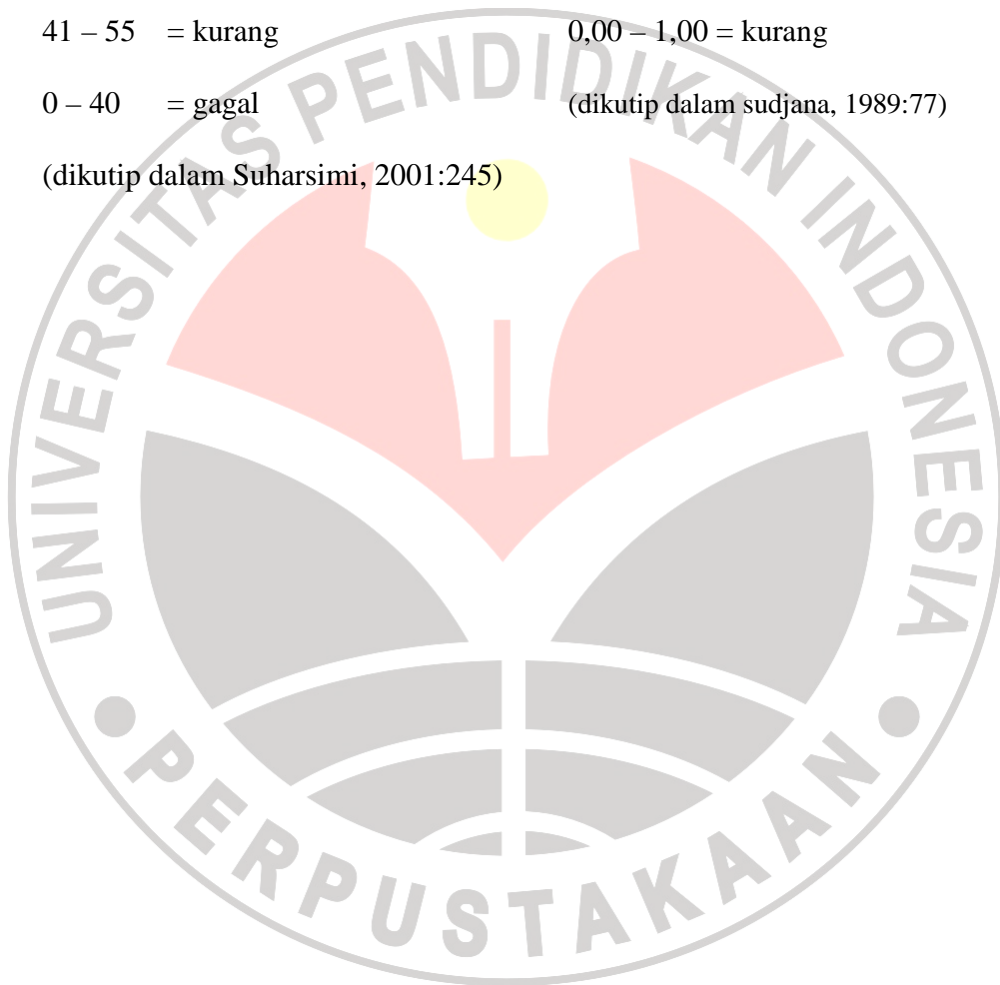 41 – 55 = kurang
0 – 40 = gagal
(dikutip dalam Suharsimi, 2001:245)
0,00 – 1,00 = kurang
(dikutip dalam sudjana, 1989:77)
UNIVERSITAS PENDIDIKAN INDONESIA
PERPUSTAKAAN